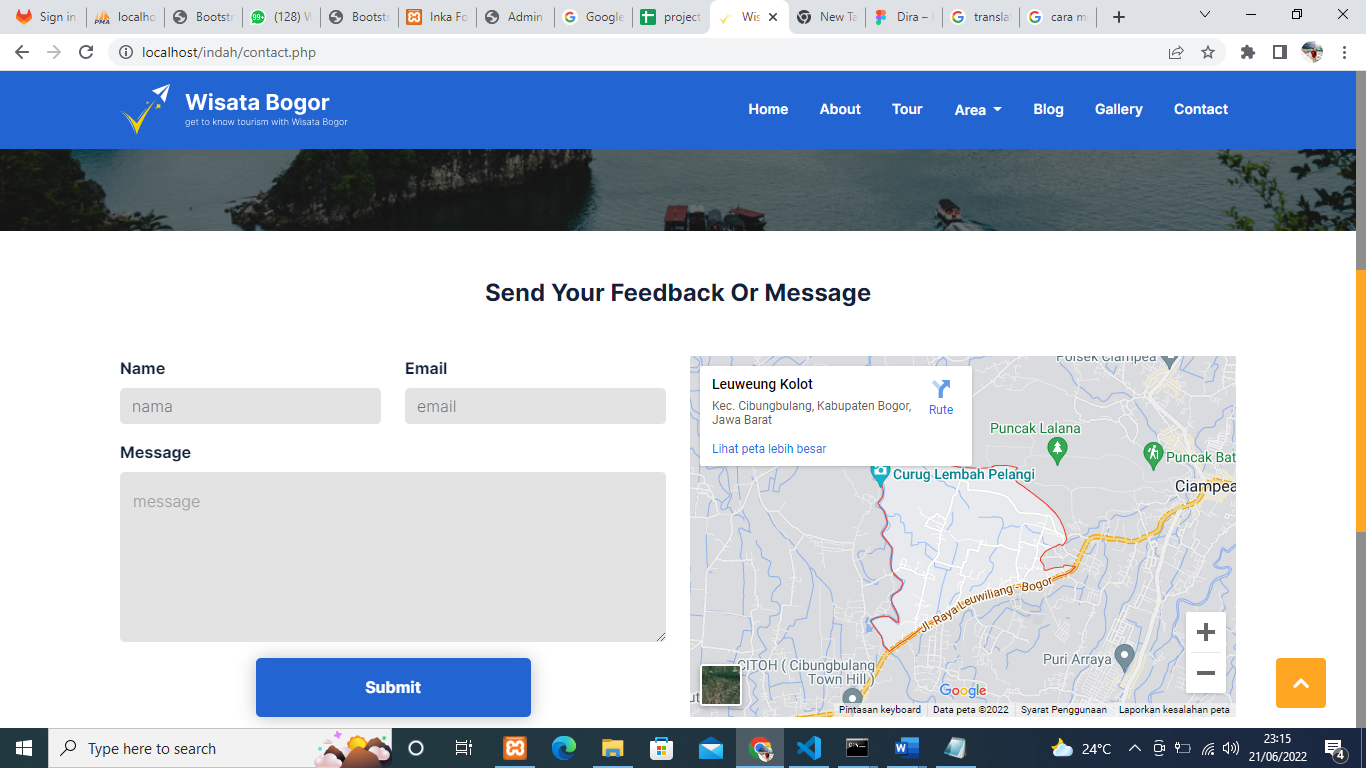 Sign in
localho
Bootstr
(128) W
Bootstr
Inka Fo
Admin
Google
project
Wis
New Ta
Dira –
transla
cara m
localhost/indah/contact.php
Wisata Bogor
get to know tourism with Wisata Bogor
Home
About
Tour
Area
Blog
Gallery
Contact
Send Your Feedback Or Message
Name
Email
nama
email
Message
message
Submit
Polsek Ciampea
Leuweung Kolot
Kec. Cibungbulang, Kabupaten Bogor,
Jawa Barat
Rute
Lihat peta lebih besar
Puncak Lalana
Puncak Bat
Curug Lembah Pelangi
Ciampea
Jl. Raya Leuwiliang - Bogor
CITOH ( Cibungbulang
Town Hill )
Puri Arraya
Google
Pintasan keyboard
Data peta ©2022
Syarat Penggunaan
Laporkan kesalahan peta
Type here to search
24°C
23:15
21/06/2022
4